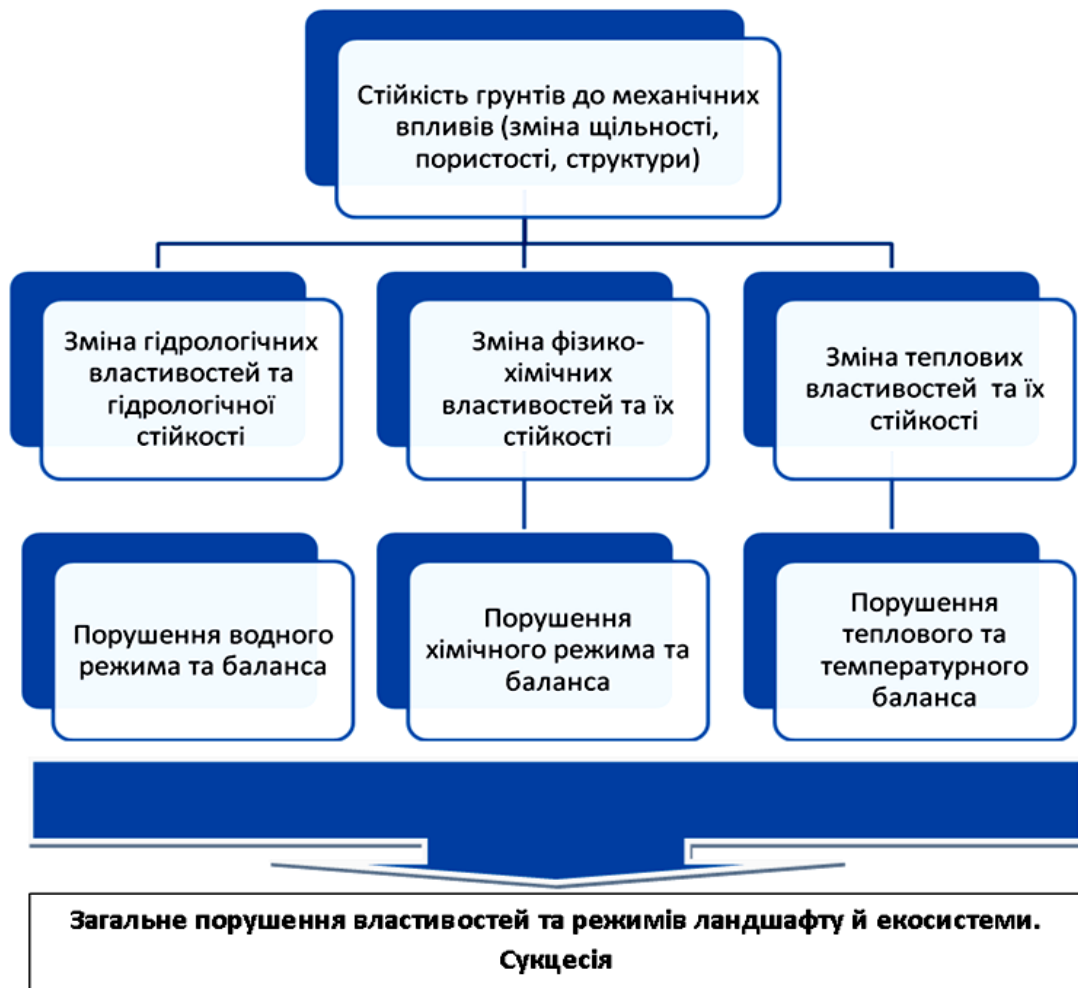 Стійкість грунтів до механічних
впливів (зміна щільності,
пористості, структури)
Зміна гідрологічних
властивостей та
гідрологічної
стійкості
Зміна фізико-
хімічних
властивостей та їх
стійкості
Зміна теплових
властивостей та їх
стійкості
Порушення водного
режима та баланса
Порушення
хімічного режима та
баланса
Порушення
теплового та
температурного
баланса
Загальне порушення властивостей та режимів ландшафту й екосистеми.
Сукцесія